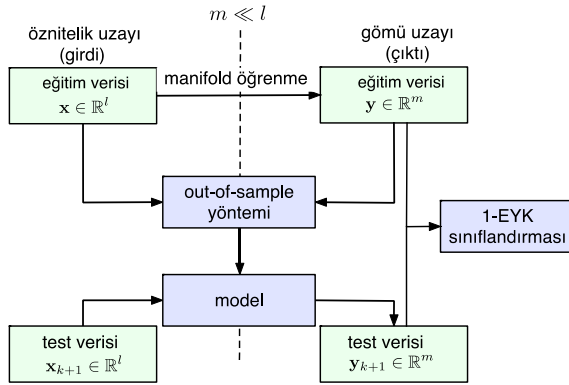 m ≪ l
öznitelik uzayı
(girdi)
gömü uzayı
(çıktı)
eğitim verisi
x ∈ ℝ^l
manifold öğrenme
eğitim verisi
y ∈ ℝ^m
out-of-sample
yöntemi
1-EYK
sınıflandırması
model
test verisi
x_{k+1} ∈ ℝ^l
test verisi
y_{k+1} ∈ ℝ^m